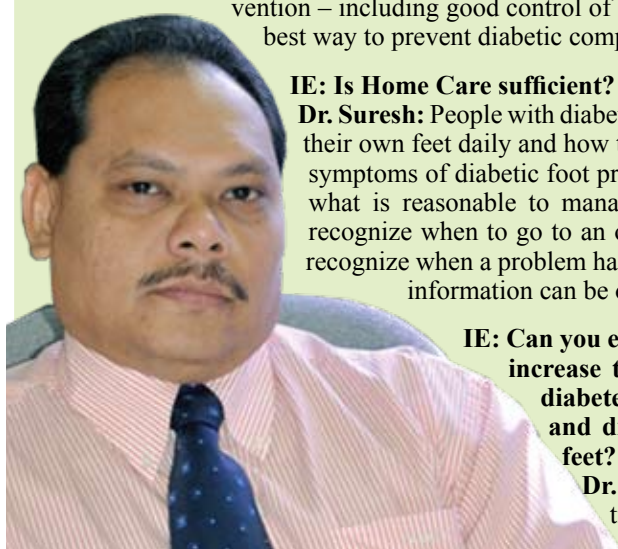 vention – including good control of
best way to prevent diabetic comp
IE: Is Home Care sufficient?
Dr. Suresh: People with diabet
their own feet daily and how t
symptoms of diabetic foot pr
what is reasonable to mana
recognize when to go to an
recognize when a problem ha
information can be
IE: Can you e
increase t
diabete
and di
feet?
Dr.
t